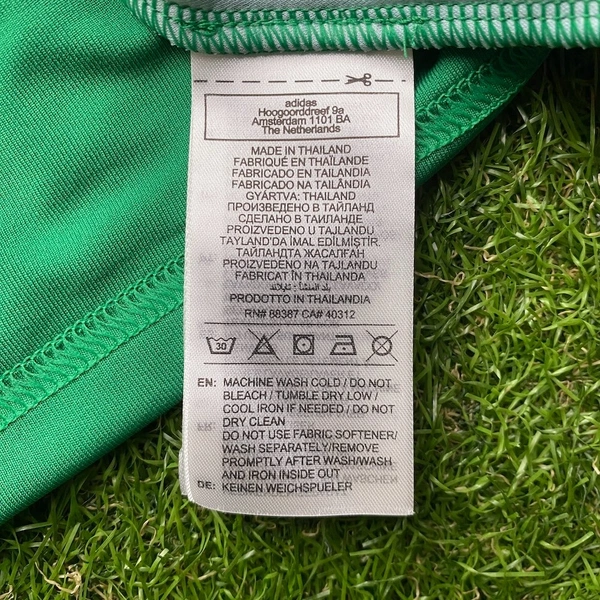 adidas
Hoogoorddreef 9a
Amsterdam 1101 BA
The Netherlands
MADE IN THAILAND
FABRIQUÉ EN THAÏLANDE
FABRICADO EN TAILANDIA
FABRICADO NA TAILÂNDIA
GYÁRTVA: THAILAND
ПРОИЗВЕДЕНО В ТАЙЛАНД
СДЕЛАНО В ТАИЛАНДЕ
PROIZVEDENO U TAJLANDU
TAYLAND'DA İMAL EDİLMİŞTİR.
ТАЙЛАНДТА ЖАСАЛҒАН
PROIZVEDENO NA TAJLANDU
FABRICAT ÎN THAILANDA
بلد المنشأ: تايلاند
PRODOTTO IN THAILANDIA
RN# 88387 CA# 40312
30
EN: MACHINE WASH COLD / DO NOT
BLEACH / TUMBLE DRY LOW /
COOL IRON IF NEEDED / DO NOT
DRY CLEAN
DO NOT USE FABRIC SOFTENER/
WASH SEPARATELY/REMOVE
PROMPTLY AFTER WASH/WASH
AND IRON INSIDE OUT
DE: KEINEN WEICHSPUELER